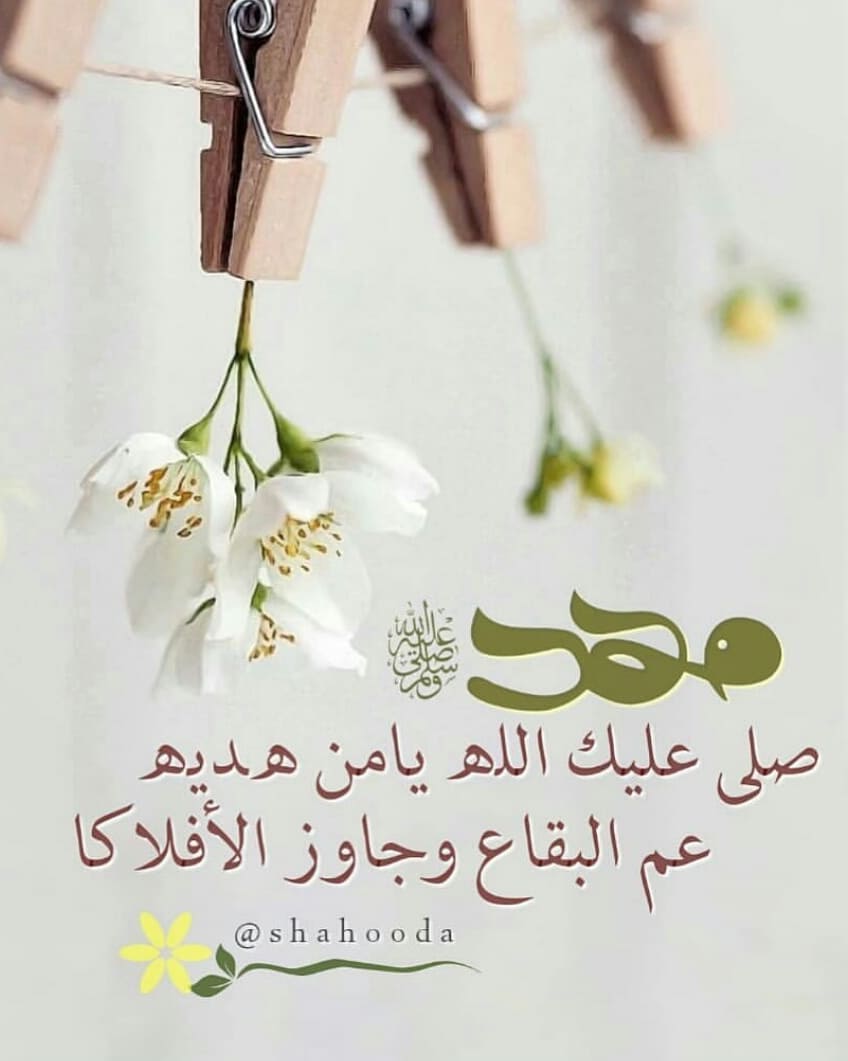 محمد ﷺ
صلى عليك الله يامن هديه
عم البقاع وجاوز الأفلاكا
@shahooda